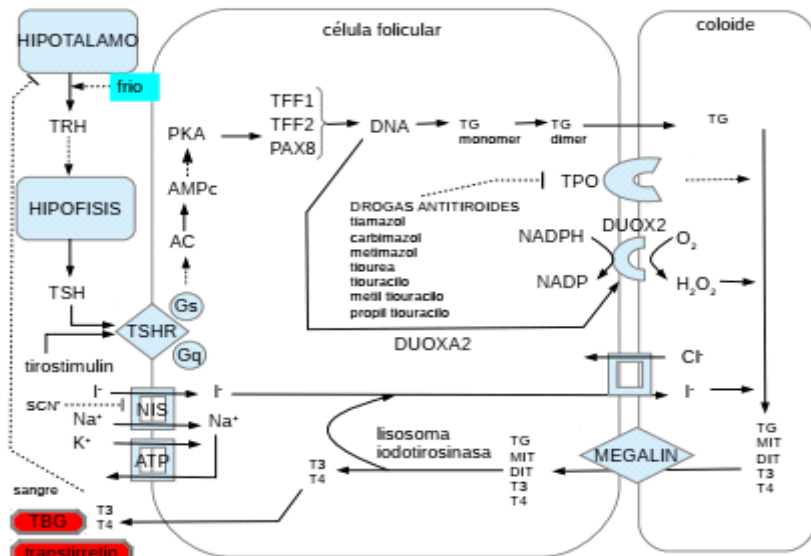 HIPOTALAMO
frio
TRH
HIPOFISIS
TSH
tirostimulin
I-
SCN-
Na+
K+
sangre
TBG
T3
T4
transtirretin
célula folicular
PKA
AMPc
AC
Gs
TSHR
Gq
NIS
ATP
I-
Na+
TFF1
TFF2
PAX8
DNA
TG
monomer
TG
dimer
DROGAS ANTITIROIDES
tiamazol
carbimazol
metimazol
tiourea
tiouracilo
metil tiouracilo
propil tiouracilo
TPO
DUOX2
NADPH
NADP
DUOXA2
lisosoma
iodotirosinasa
T3
T4
TG
MIT
DIT
T3
T4
MEGALIN
coloide
TG
O2
H2O2
Cl-
I-
TG
MIT
DIT
T3
T4